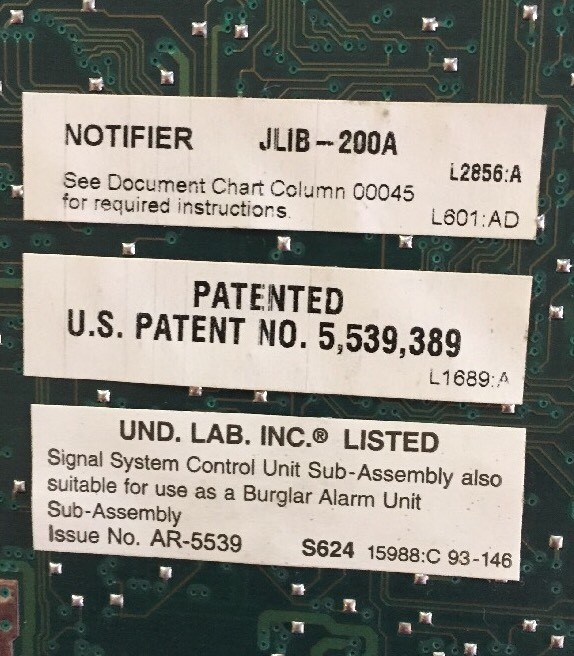 NOTIFIER JLIB-200A
L2856:A
See Document Chart Column 00045
for required instructions.
L601:AD
PATENTED
U.S. PATENT NO. 5,539,389
L1689:A
UND. LAB. INC.® LISTED
Signal System Control Unit Sub-Assembly also
suitable for use as a Burglar Alarm Unit
Sub-Assembly
Issue No. AR-5539 S624 15988:C 93-146